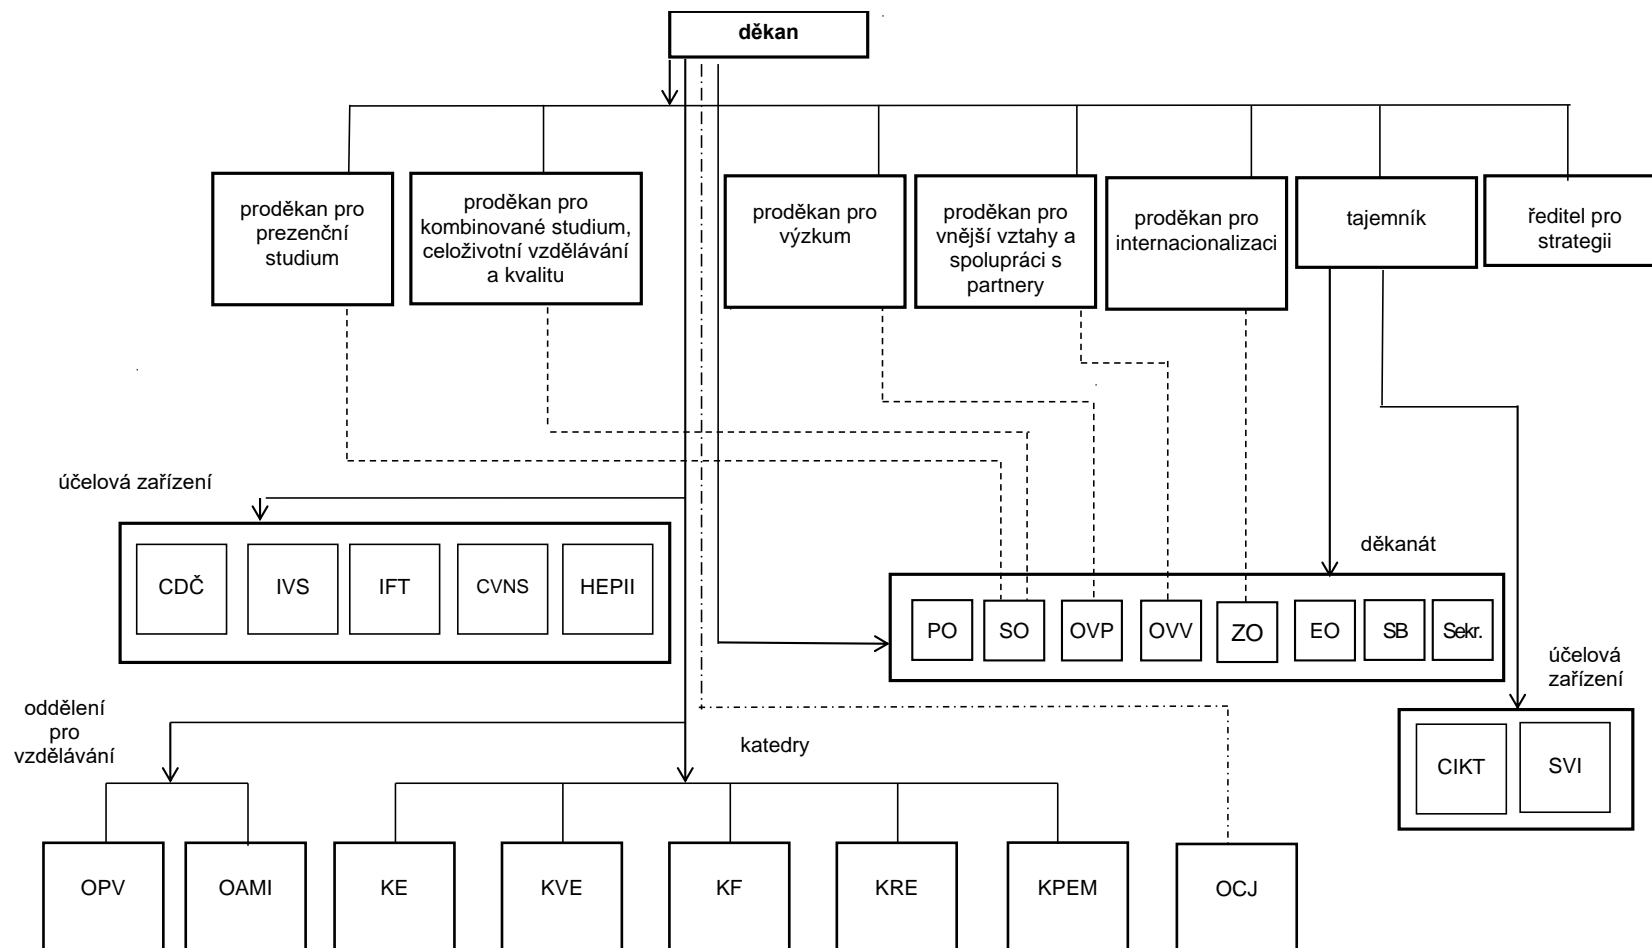 děkan
proděkan pro
prezenční
studium
proděkan pro
kombinované studium,
celoživotní vzdělávání
a kvalitu
proděkan pro
výzkum
proděkan pro
vnější vztahy a
spolupráci s
partnery
proděkan pro
internacionalizaci
tajemník
ředitel pro
strategii
účelová zařízení
CDČ
IVS
IFT
CVNS
HEPII
děkanát
PO
SO
OVP
OVV
ZO
EO
SB
Sekr.
účelová
zařízení
CIKT
SVI
oddělení
pro
vzdělávání
katedry
OPV
OAMI
KE
KVE
KF
KRE
KPEM
OCJ